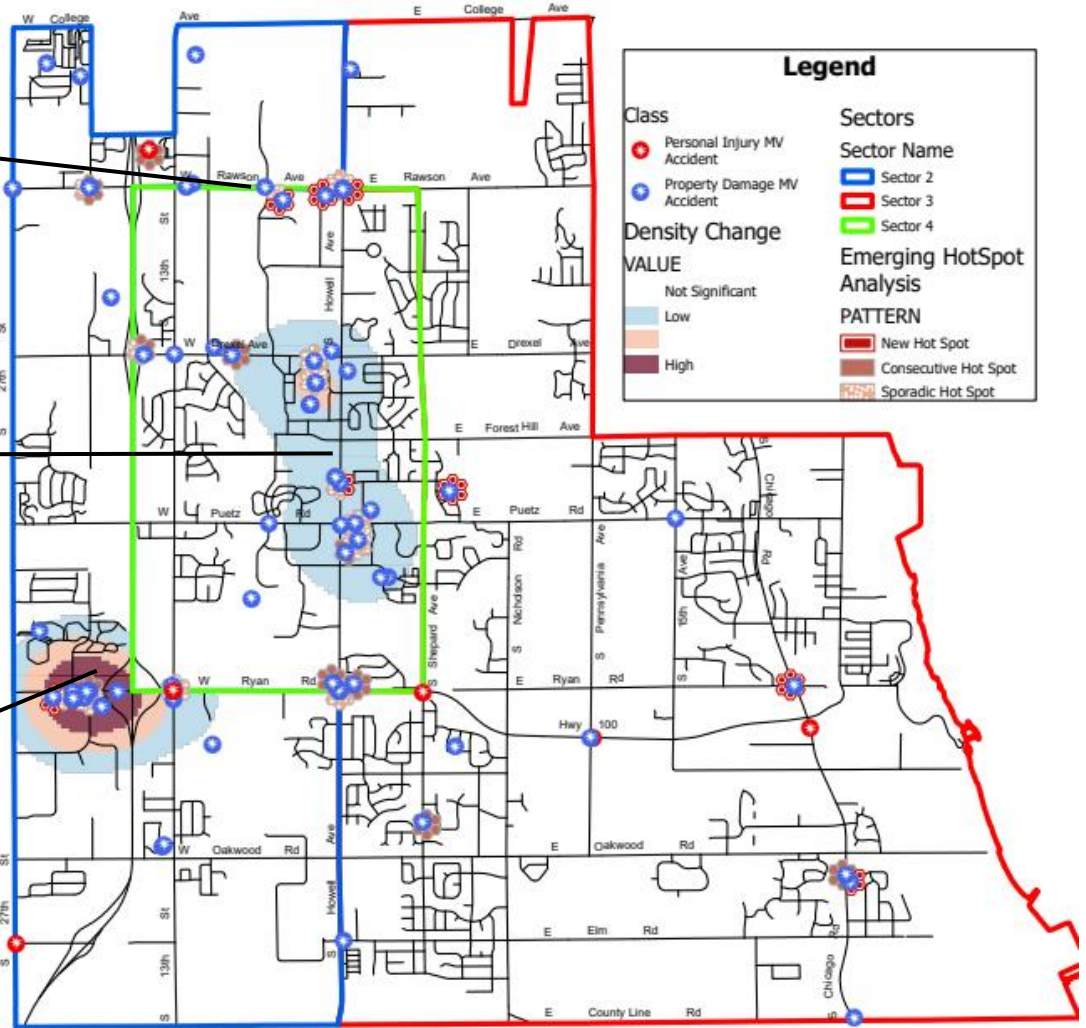 W College Ave
E College Ave
Legend
Class
Personal Injury MV
Accident
Property Damage MV
Accident
Density Change
VALUE
Not Significant
Low
High
Sectors
Sector Name
Sector 2
Sector 3
Sector 4
Emerging HotSpot
Analysis
PATTERN
New Hot Spot
Consecutive Hot Spot
Sporadic Hot Spot
W Rawson Ave
E Rawson Ave
S 13th St
S Howell Ave
S 27th St
W Drexel Ave
E Drexel Ave
E Forest Hill Ave
W Puetz Rd
E Puetz Rd
S Chicago Rd
S Shepard Ave
S Nicholson Rd
S Pennsylvania Ave
S 15th Ave
W Ryan Rd
E Ryan Rd
Hwy 100
W Oakwood Rd
E Oakwood Rd
S 27th St
S 13th St
S Howell Ave
E Elm Rd
S Chicago Rd
E County Line Rd